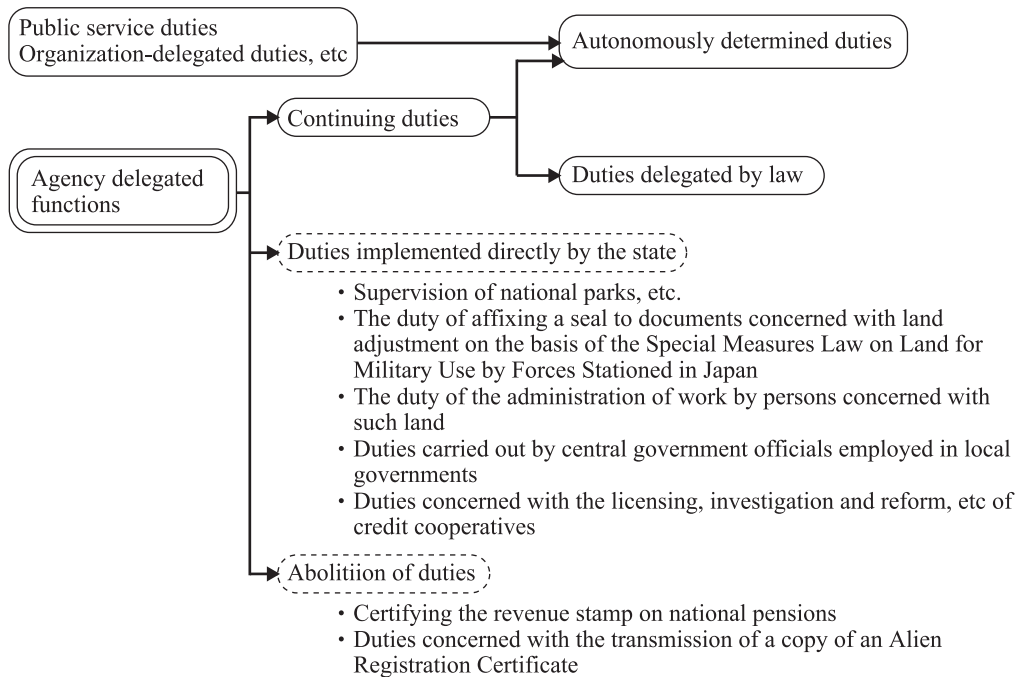 Public service duties
Organization-delegated duties, etc
Autonomously determined duties
Continuing duties
Agency delegated
functions
Duties delegated by law
Duties implemented directly by the state
・Supervision of national parks, etc.
・The duty of affixing a seal to documents concerned with land
adjustment on the basis of the Special Measures Law on Land for
Military Use by Forces Stationed in Japan
・The duty of the administration of work by persons concerned with
such land
・Duties carried out by central government officials employed in local
governments
・Duties concerned with the licensing, investigation and reform, etc of
credit cooperatives
Abolitiion of duties
・Certifying the revenue stamp on national pensions
・Duties concerned with the transmission of a copy of an Alien
Registration Certificate